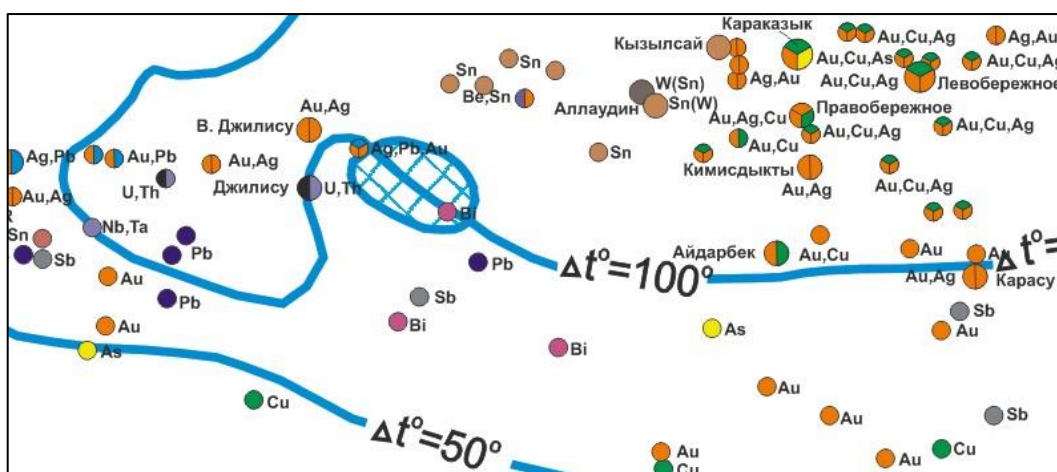 Караказык
Кызылсай
Au,Cu,Ag
Ag,Au
Sn
Au,Cu,As
Au,Cu,Ag
Sn
W(Sn)
Ag,Au
Au,Cu,Ag
Левобережное
Be,Sn
Аллаудин
Sn(W)
Правобережное
Au,Ag
В. Джилису
Au,Ag,Cu
Au,Cu,Ag
Au,Cu,Ag
Au,Cu
Ag,Pb
Au,Pb
Au,Ag
Ag,Pb,Au
Sn
Кимисдыкты
U,Th
Джилису
U,Th
Au,Ag
Au,Cu,Ag
Au,Ag
Nb,Ta
Bi
Sn
Sb
Айдарбек
Au,Cu
Au
Δt°=
Pb
Pb
Δt°=100°
Au,Ag
Карасу
Au
Pb
Sb
Sb
Au
Bi
As
Au
As
Bi
Cu
Au
Δt°=50°
Au
Sb
Au
Au
Cu
Cu